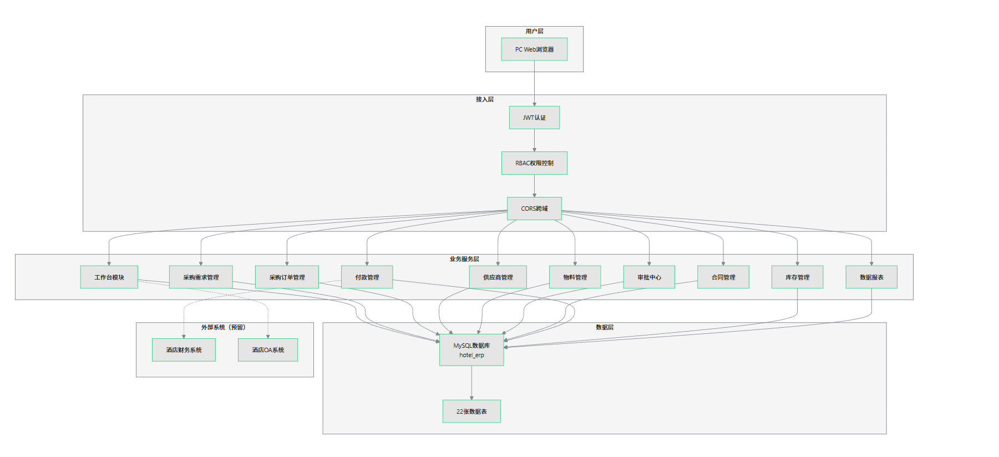 用户层
PC Web浏览器
接入层
JWT认证
RBAC权限控制
CORS跨域
业务服务层
工作台模块
采购需求管理
采购订单管理
付款管理
供应商管理
物料管理
审批中心
合同管理
库存管理
数据报表
外部系统（预留）
酒店财务系统
酒店OA系统
数据层
MySQL数据库
hotel_erp
22张数据表